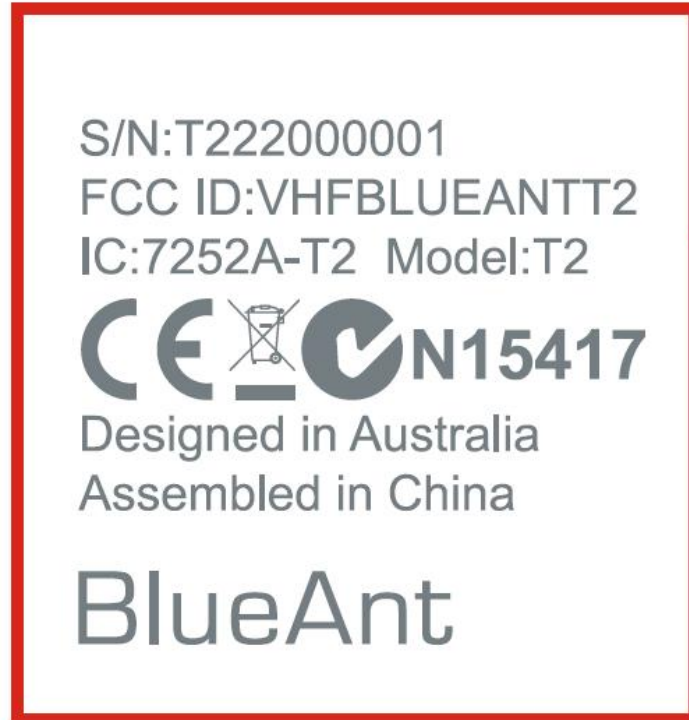 S/N:T222000001
FCC ID:VHFBLUEANTT2
IC:7252A-T2 Model:T2
CE N15417
Designed in Australia
Assembled in China
BlueAnt